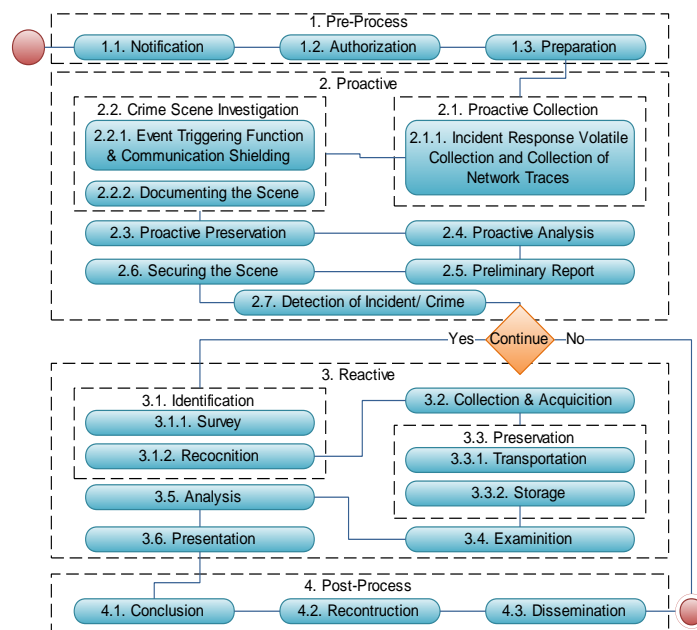 1. Pre-Process
1.1. Notification
1.2. Authorization
1.3. Preparation
2. Proactive
2.2. Crime Scene Investigation
2.2.1. Event Triggering Function
& Communication Shielding
2.2.2. Documenting the Scene
2.1. Proactive Collection
2.1.1. Incident Response Volatile
Collection and Collection of
Network Traces
2.3. Proactive Preservation
2.4. Proactive Analysis
2.6. Securing the Scene
2.5. Preliminary Report
2.7. Detection of Incident/ Crime
Yes
Continue
No
3. Reactive
3.1. Identification
3.1.1. Survey
3.1.2. Recocnition
3.2. Collection & Acquicition
3.3. Preservation
3.3.1. Transportation
3.3.2. Storage
3.5. Analysis
3.4. Examinition
3.6. Presentation
4. Post-Process
4.1. Conclusion
4.2. Recontruction
4.3. Dissemination